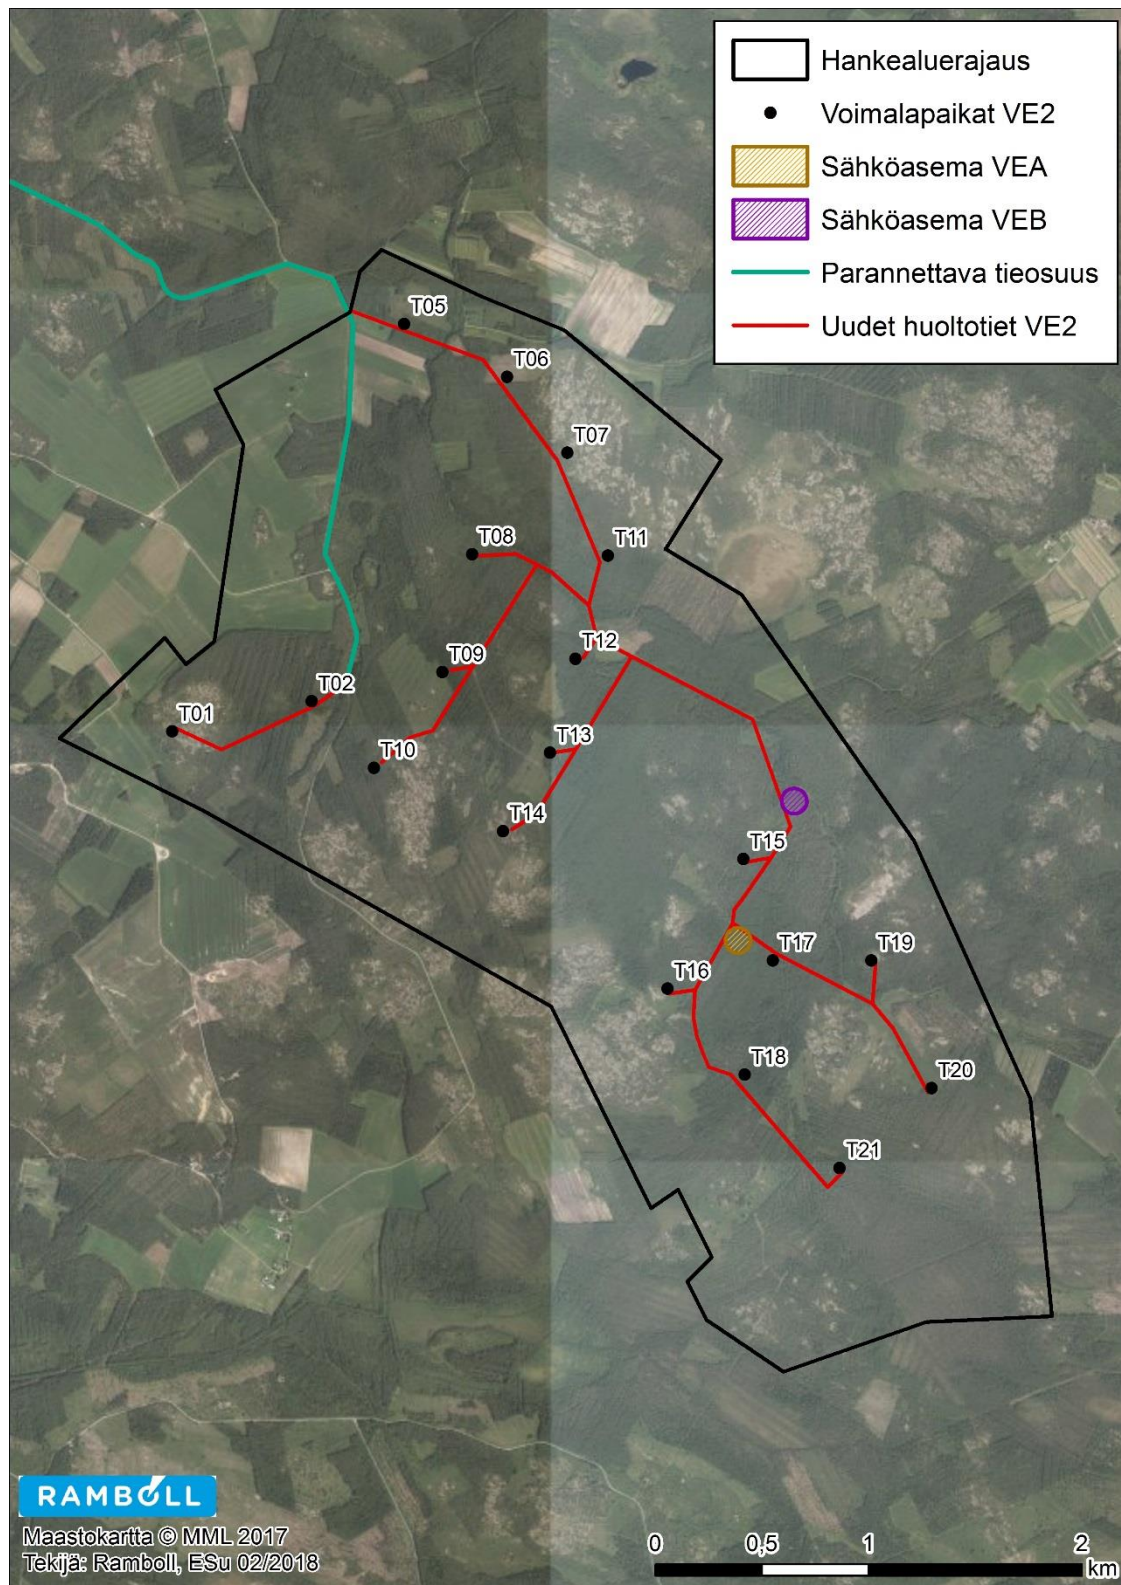 Hankealuerajaus
Voimalapaikat VE2
Sähköasema VEA
Sähköasema VEB
Parannettava tieosuus
Uudet huoltotiet VE2
T05
T06
T07
T08
T11
T12
T09
T02
T01
T10
T13
T14
T15
T17
T19
T16
T18
T20
T21
RAMBOLL
Maastokartta © MML 2017
Tekijä: Ramboll, ESu 02/2018
0 0,5 1 2
km